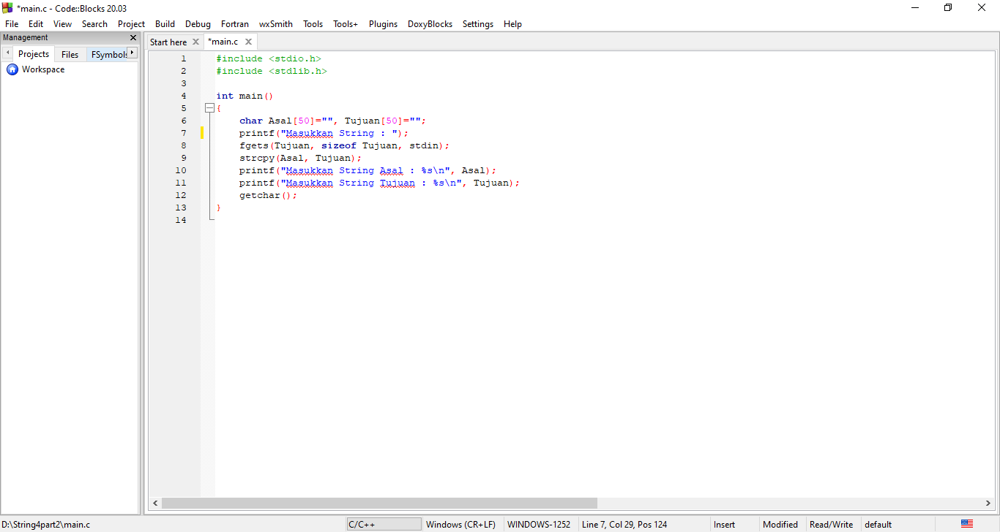 *main.c - Code::Blocks 20.03
File Edit View Search Project Build Debug Fortran wxSmith Tools Tools+ Plugins DoxyBlocks Settings Help
Management
Projects Files FSymbols
Workspace
Start here *main.c
1 #include <stdio.h>
2 #include <stdlib.h>
3
4 int main()
5 {
6 char Asal[50]="", Tujuan[50]="";
7 printf("Masukkan String : ");
8 fgets(Tujuan, sizeof Tujuan, stdin);
9 strcpy(Asal, Tujuan);
10 printf("Masukkan String Asal : %s\n", Asal);
11 printf("Masukkan String Tujuan : %s\n", Tujuan);
12 getchar();
13 }
14
D:\String4part2\main.c C/C++ Windows (CR+LF) WINDOWS-1252 Line 7, Col 29, Pos 124 Insert Modified Read/Write default